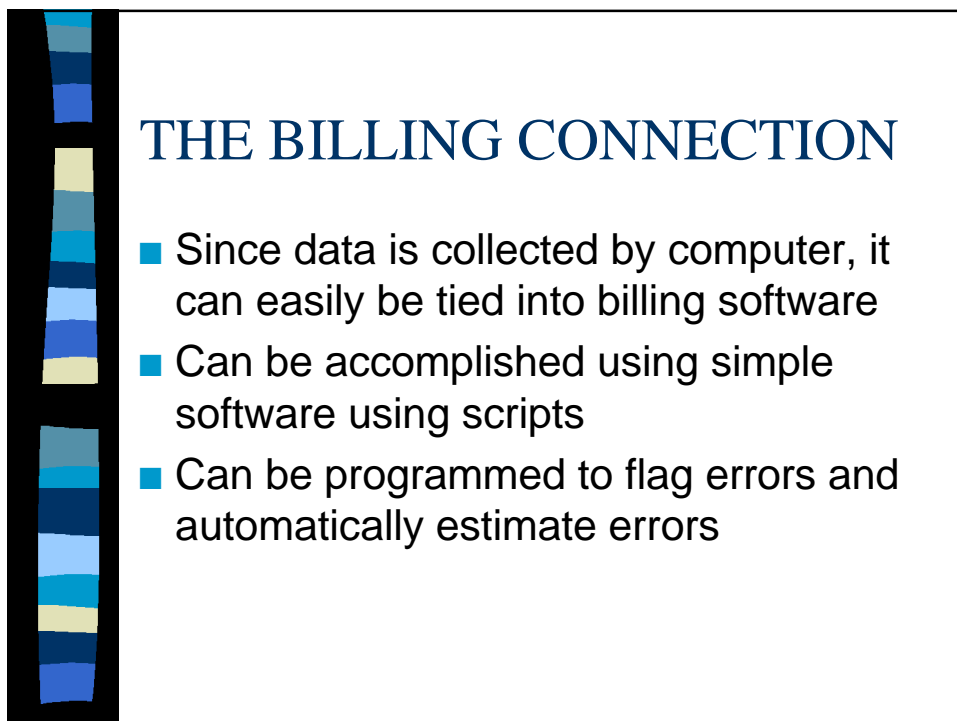 THE BILLING CONNECTION
Since data is collected by computer, it
can easily be tied into billing software
Can be accomplished using simple
software using scripts
Can be programmed to flag errors and
automatically estimate errors